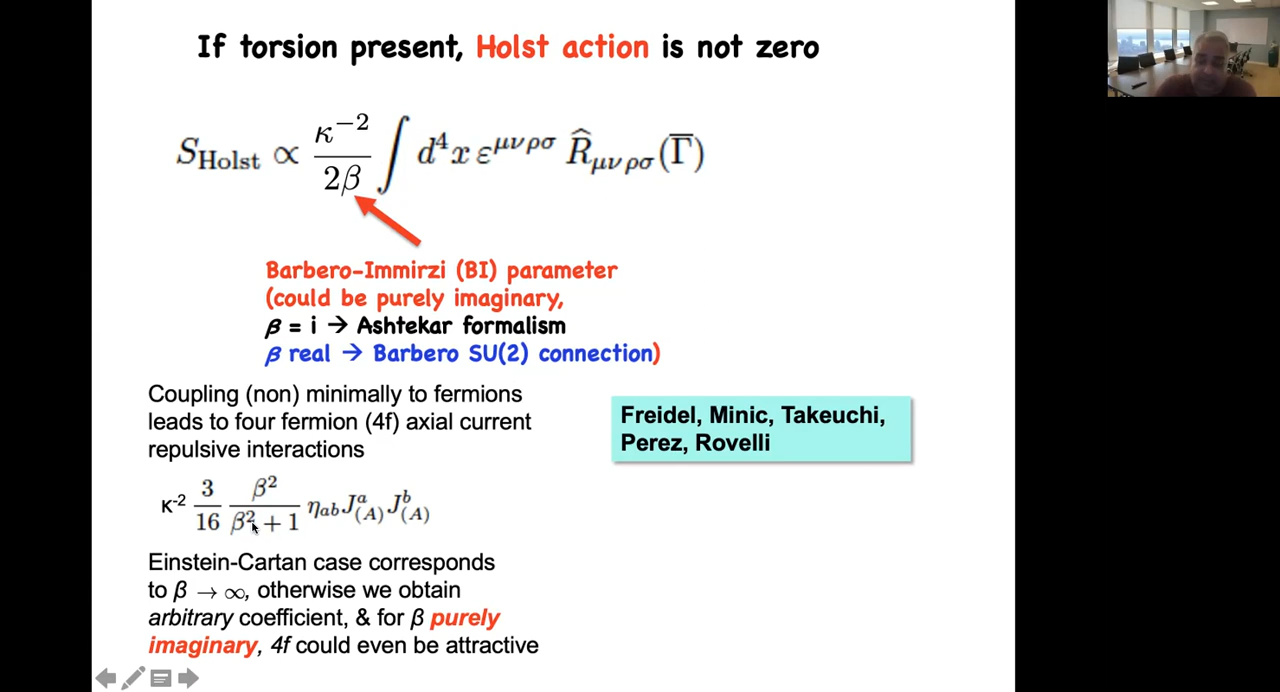 If torsion present, Holst action is not zero
S_Holst ∝ κ^{-2}/2β ∫ d⁴x ε^{μνρσ} R̂_{μνρσ}(Γ̅)
Barbero-Immirzi (BI) parameter
(could be purely imaginary,
β = i → Ashtekar formalism
β real → Barbero SU(2) connection)
Coupling (non) minimally to fermions
leads to four fermion (4f) axial current
repulsive interactions
Freidel, Minic, Takeuchi,
Perez, Rovelli
κ^{-2} 3/16 β²/(β²+1) η_{ab} J^a_{(A)} J^b_{(A)}
Einstein-Cartan case corresponds
to β → ∞, otherwise we obtain
arbitrary coefficient, & for β purely
imaginary, 4f could even be attractive